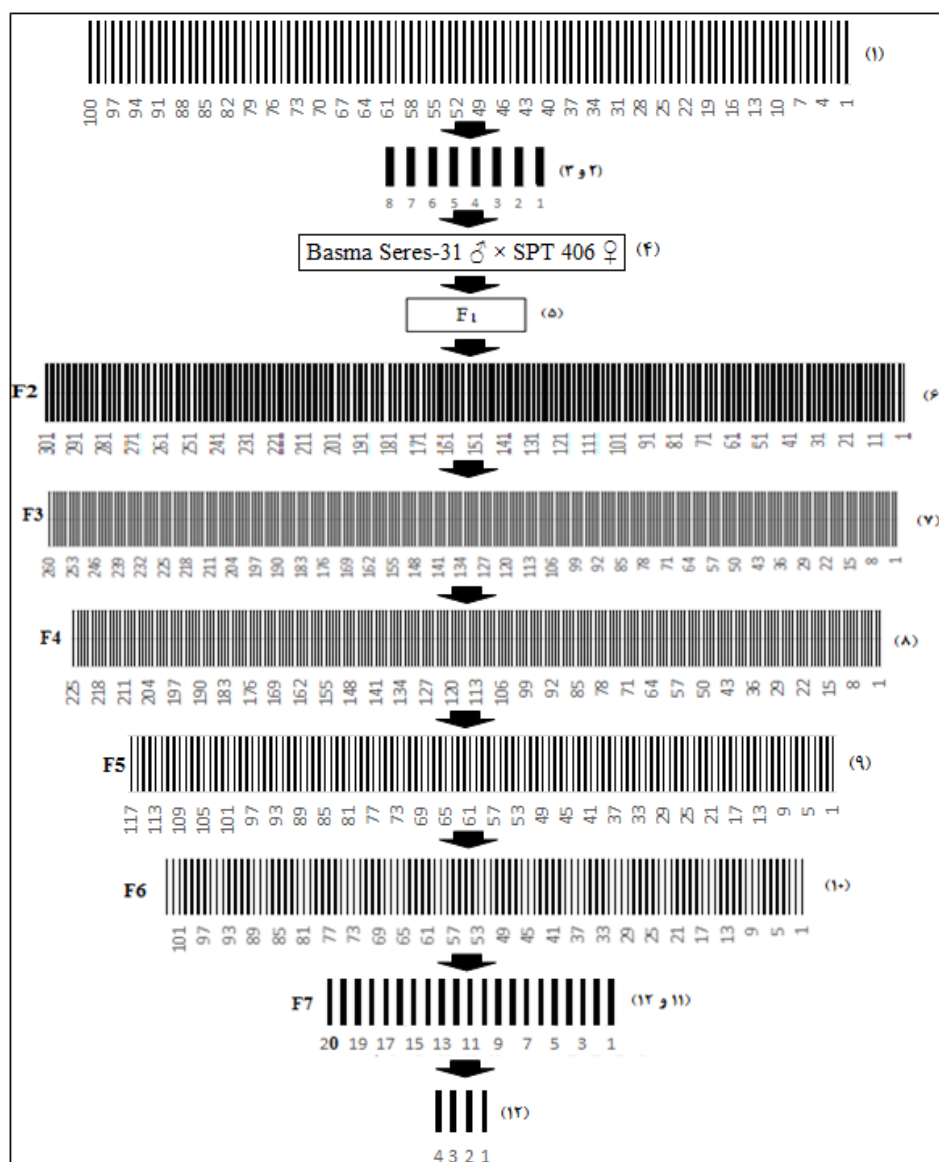 (۱)
100 97 94 91 88 85 82 79 76 73 70 67 64 61 58 55 52 49 46 43 40 37 34 31 28 25 22 19 16 13 10 7 4 1
(۲ و ۳)
8 7 6 5 4 3 2 1
Basma Seres-31 ♂ × SPT 406 ♀ (۴)
F۱ (۵)
F2 (۶)
301 291 281 271 261 251 241 231 221 211 201 191 181 171 161 151 141 131 121 111 101 91 81 71 61 51 41 31 21 11 1
F3 (۷)
260 253 246 239 232 225 218 211 204 197 190 183 176 169 162 155 148 141 134 127 120 113 106 99 92 85 78 71 64 57 50 43 36 29 22 15 8 1
F4 (۸)
225 218 211 204 197 190 183 176 169 162 155 148 141 134 127 120 113 106 99 92 85 78 71 64 57 50 43 36 29 22 15 8 1
F5 (۹)
117 113 109 105 101 97 93 89 85 81 77 73 69 65 61 57 53 49 45 41 37 33 29 25 21 17 13 9 5 1
F6 (۱۰)
101 97 93 89 85 81 77 73 69 65 61 57 53 49 45 41 37 33 29 25 21 17 13 9 5 1
F7 (۱۱ و ۱۲)
20 19 17 15 13 11 9 7 5 3 1
(۱۲)
4 3 2 1